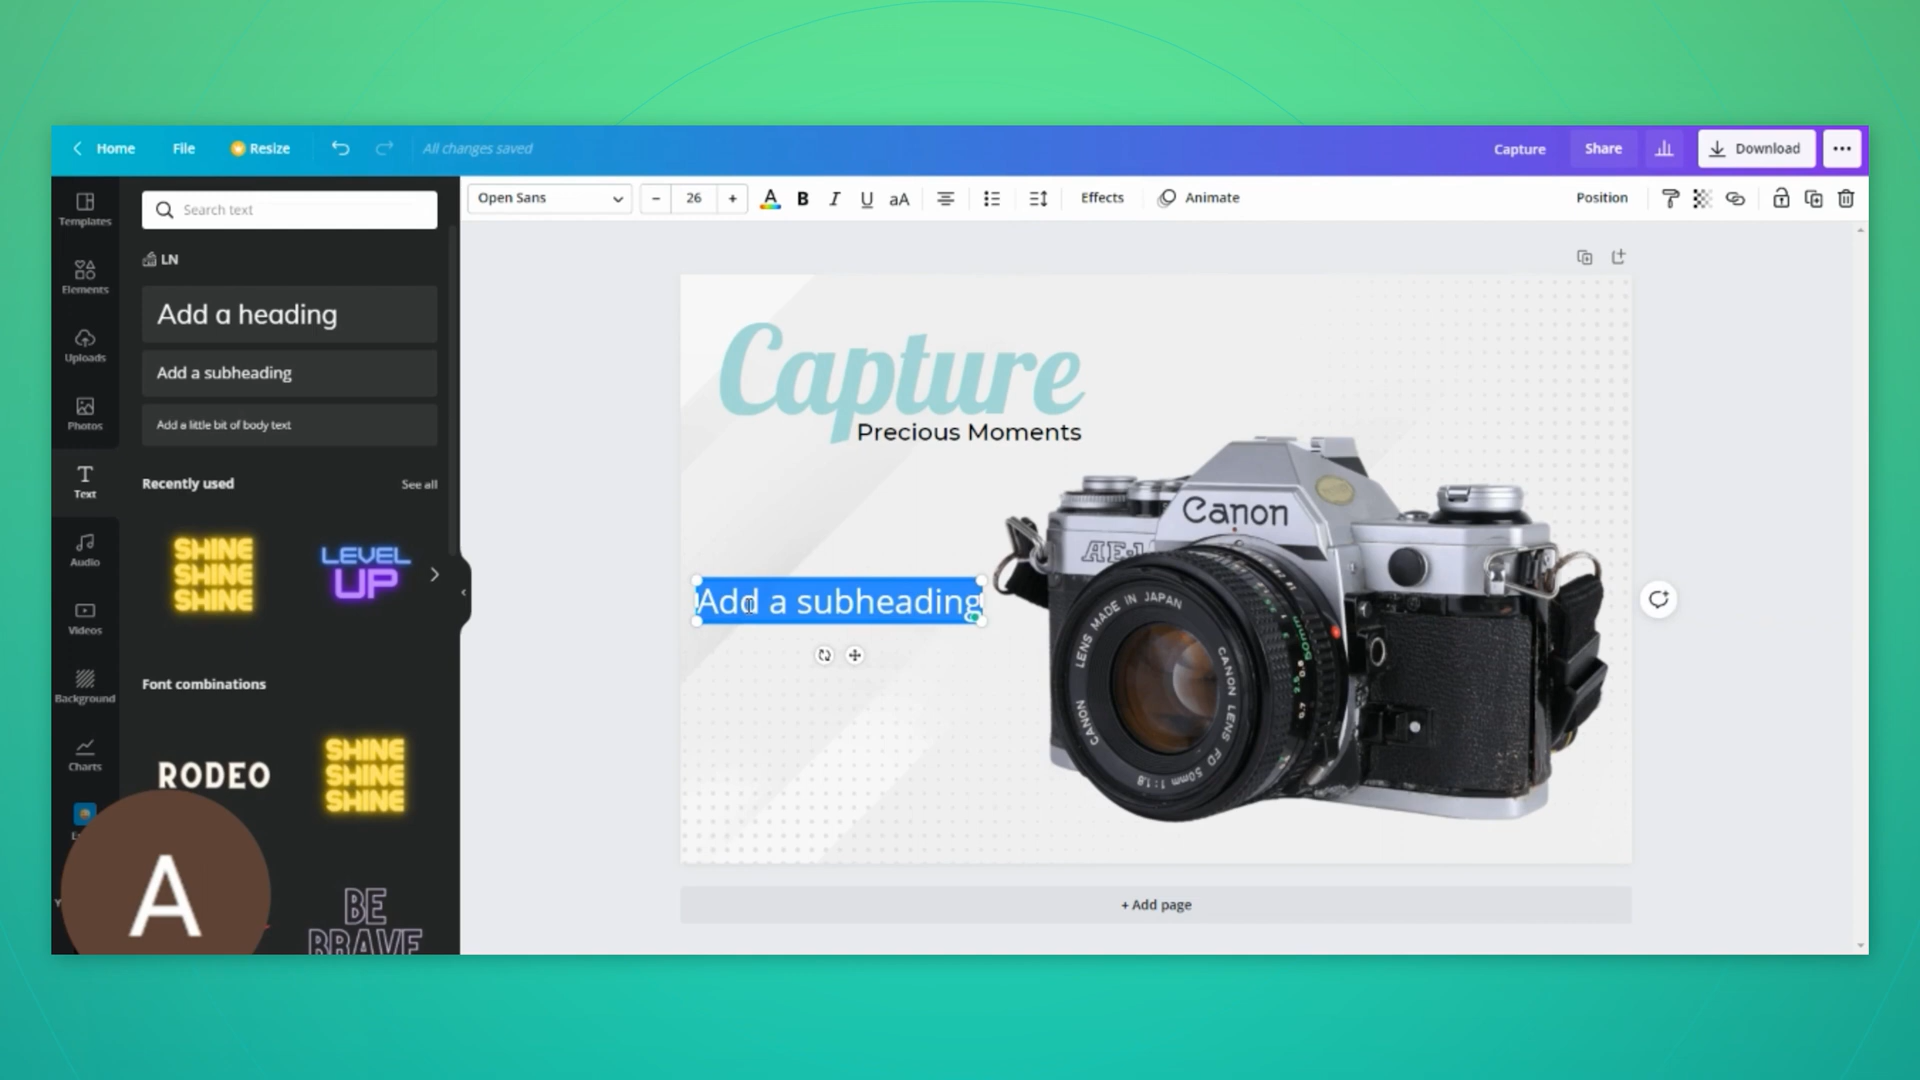 Home File Resize All changes saved Capture Share Download
Templates
Elements
Uploads
Photos
Text
Audio
Videos
Background
Charts
Search text
LN
Add a heading
Add a subheading
Add a little bit of body text
Recently used See all
SHINE
SHINE
SHINE
LEVEL
UP
Font combinations
RODEO
SHINE
SHINE
SHINE
BE
BRAVE
A
Open Sans 26 A B I U aA Effects Animate Position
Capture
Precious Moments
Add a subheading
Canon
AE-1
LENS MADE IN JAPAN
CANON LENS FD 50mm 1:1.8
CANON
50mm
+ Add page